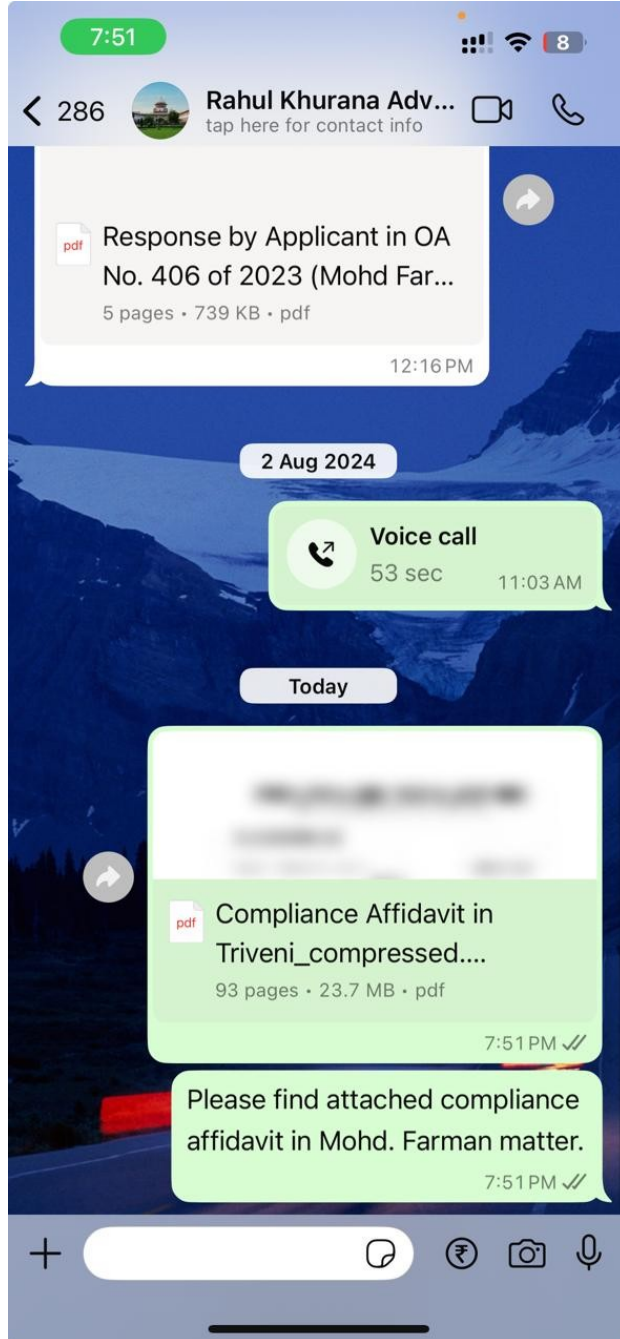 7:51
8
286
Rahul Khurana Adv...
tap here for contact info
pdf
Response by Applicant in OA
No. 406 of 2023 (Mohd Far...
5 pages • 739 KB • pdf
12:16 PM
2 Aug 2024
Voice call
53 sec
11:03 AM
Today
pdf
Compliance Affidavit in
Triveni_compressed....
93 pages • 23.7 MB • pdf
7:51 PM
Please find attached compliance
affidavit in Mohd. Farman matter.
7:51 PM
₹